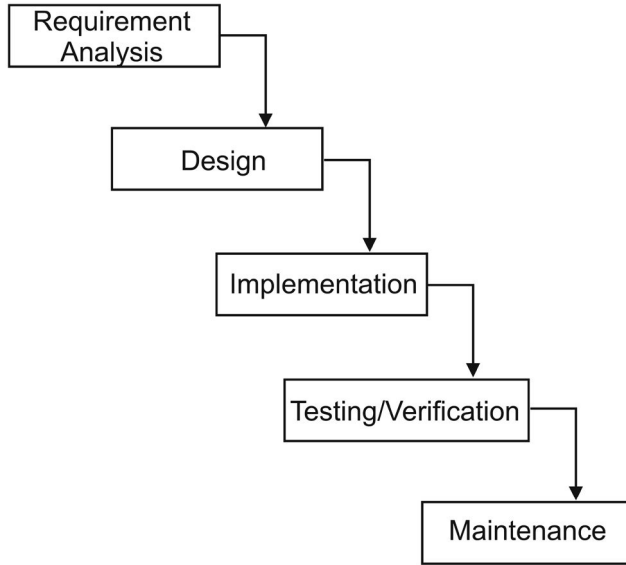 Requirement
Analysis
Design
Implementation
Testing/Verification
Maintenance